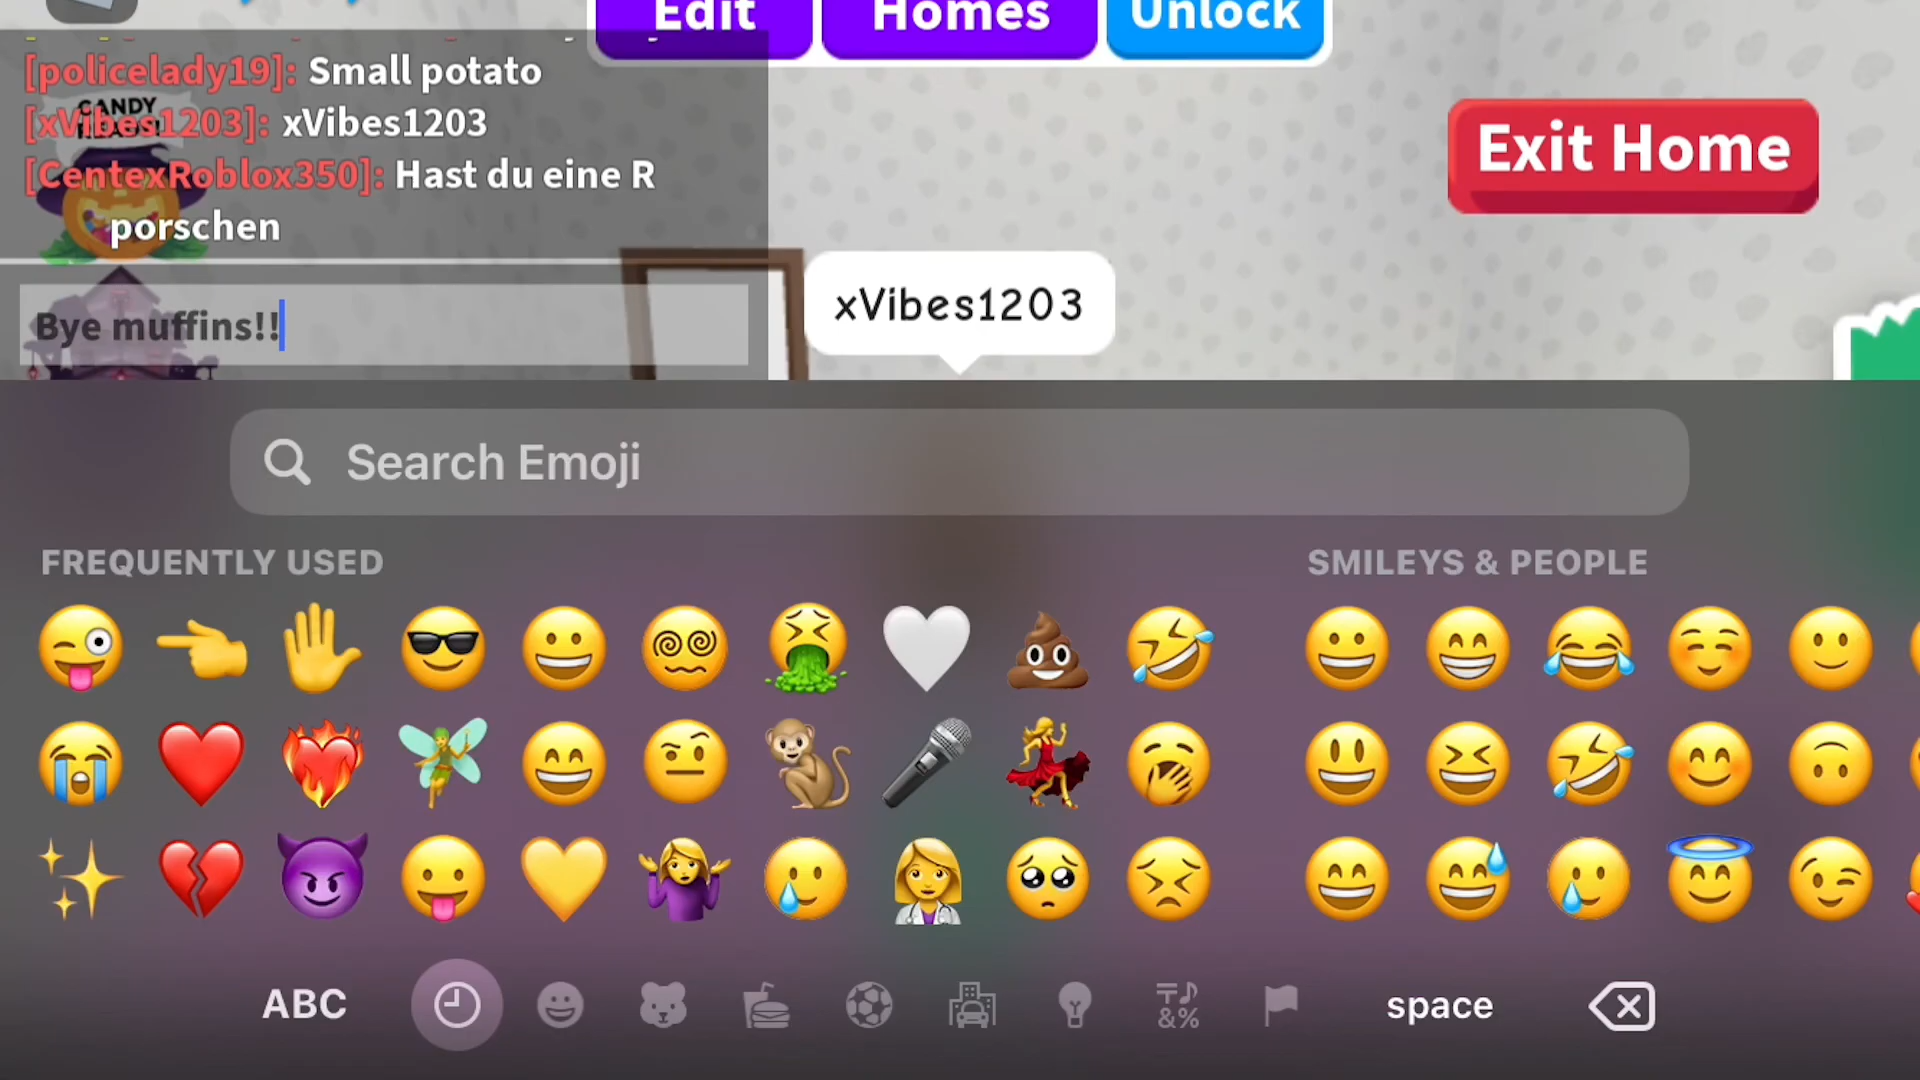 Edit
Homes
Unlock
[policelady19]: Small potato
[xVibes1203]: xVibes1203
[CentexRoblox350]: Hast du eine R
porschen
CANDY
Exit Home
xVibes1203
Bye muffins!!
Search Emoji
FREQUENTLY USED
SMILEYS & PEOPLE
ABC
space